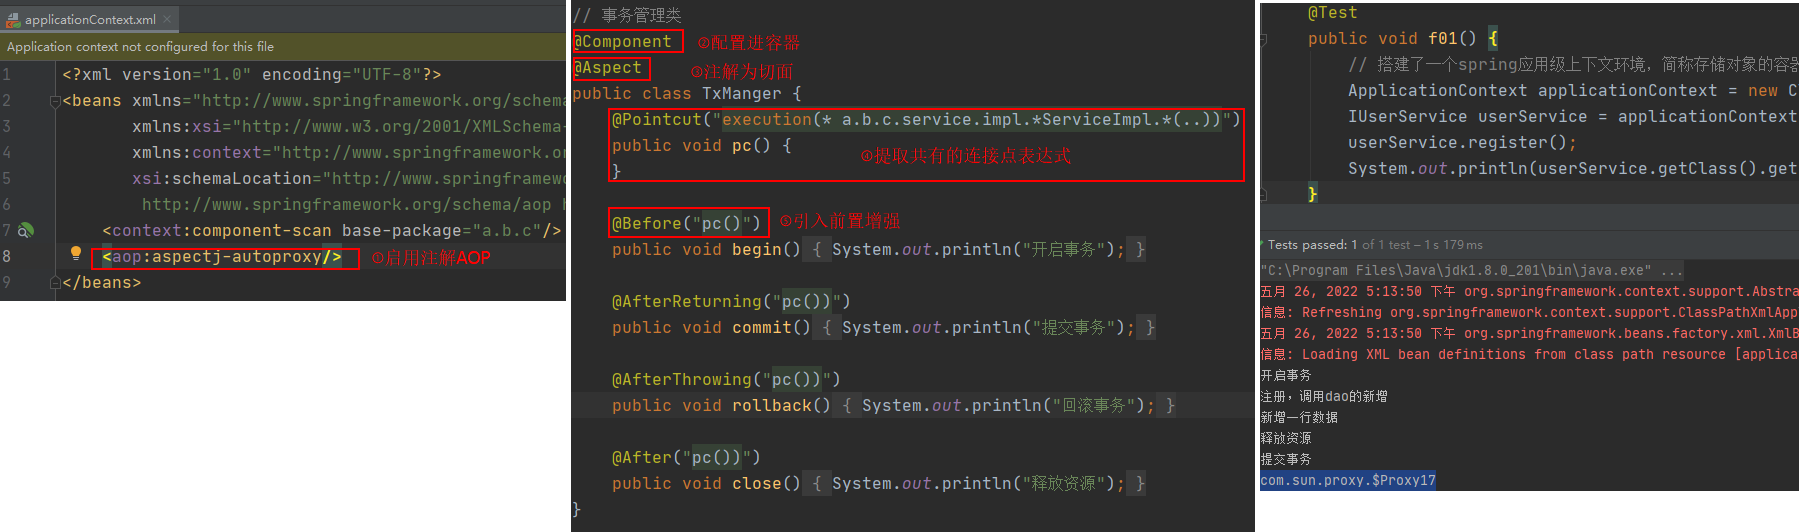 applicationContext.xml
Application context not configured for this file
1 <?xml version="1.0" encoding="UTF-8"?>
2 <beans xmlns="http://www.springframework.org/schema
3 xmlns:xsi="http://www.w3.org/2001/XMLSchema-
4 xmlns:context="http://www.springframework.or
5 xsi:schemaLocation="http://www.springframewo
6 http://www.springframework.org/schema/aop h
7 <context:component-scan base-package="a.b.c"/>
8 <aop:aspectj-autoproxy/> ①启用注解AOP
9 </beans>
// 事务管理类
@Component ②配置进容器
@Aspect ③注解为切面
public class TxManger {
@Pointcut("execution(* a.b.c.service.impl.*ServiceImpl.*(..))")
public void pc() {
④提取共有的连接点表达式
}
@Before("pc()") ⑤引入前置增强
public void begin() { System.out.println("开启事务"); }
@AfterReturning("pc())")
public void commit() { System.out.println("提交事务"); }
@AfterThrowing("pc())")
public void rollback() { System.out.println("回滚事务"); }
@After("pc())")
public void close() { System.out.println("释放资源"); }
}
@Test
public void f01() {
// 搭建了一个spring应用级上下文环境，简称存储对象的容器
ApplicationContext applicationContext = new C
IUserService userService = applicationContext
userService.register();
System.out.println(userService.getClass().get
}
Tests passed: 1 of 1 test – 1 s 179 ms
"C:\Program Files\Java\jdk1.8.0_201\bin\java.exe" ...
五月 26, 2022 5:13:50 下午 org.springframework.context.support.Abstra
信息: Refreshing org.springframework.context.support.ClassPathXmlApp
五月 26, 2022 5:13:50 下午 org.springframework.beans.factory.xml.XmlB
信息: Loading XML bean definitions from class path resource [applica
开启事务
注册，调用dao的新增
新增一行数据
释放资源
提交事务
com.sun.proxy.$Proxy17